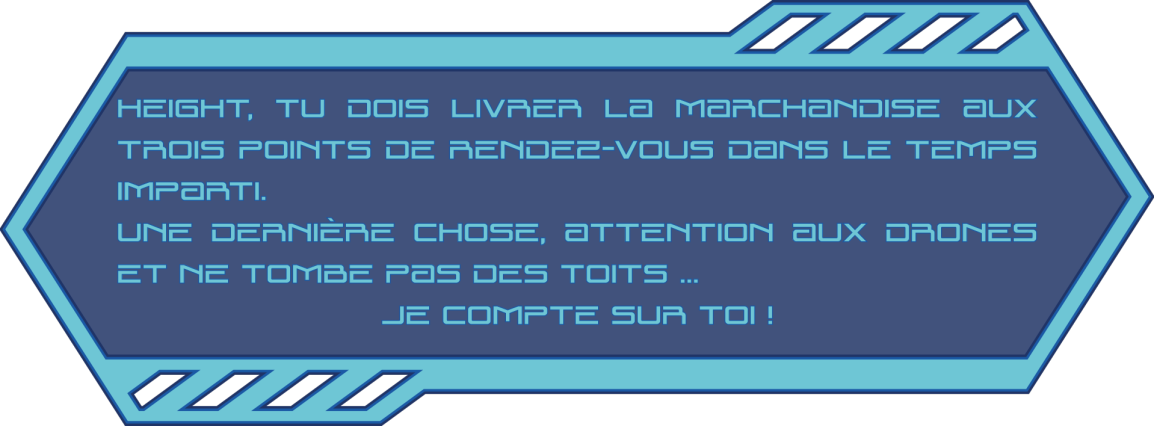 HEIGHT, TU DOIS LIVRER LA MARCHANDISE AUX
TROIS POINTS DE RENDEZ-VOUS DANS LE TEMPS
IMPARTI.
UNE DERNIÈRE CHOSE, ATTENTION AUX DRONES
ET NE TOMBE PAS DES TOITS ...
JE COMPTE SUR TOI !